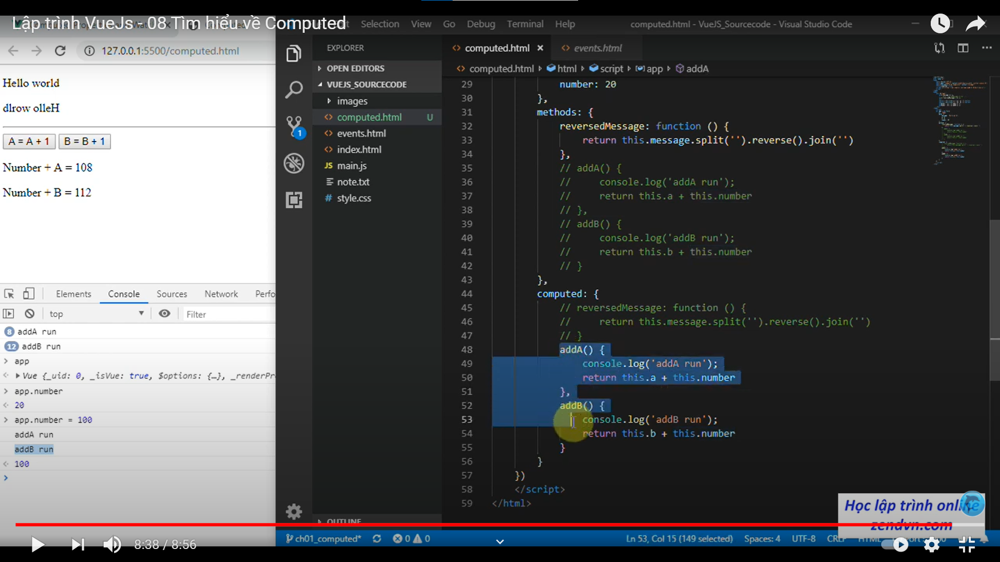 Lập trình VueJs - 08 Tìm hiểu về Computed
Selection View Go Debug Terminal Help
computed.html - VueJS_Sourcecode - Visual Studio Code
127.0.0.1:5500/computed.html
Hello world
dlrow olleH
A = A + 1 B = B + 1
Number + A = 108
Number + B = 112
Elements Console Sources Network Perfo
top Filter
8 addA run
12 addB run
> app
Vue {_uid: 0, _isVue: true, $options: {…}, _renderPr
> app.number
20
> app.number = 100
addA run
addB run
100
>
EXPLORER
OPEN EDITORS
VUEJS_SOURCECODE
images
computed.html U
events.html
index.html
JS main.js
note.txt
# style.css
OUTLINE
1
computed.html × events.html
computed.html html script app addA
29 number: 20
30 },
31 methods: {
32 reversedMessage: function () {
33 return this.message.split('').reverse().join('')
34 },
35 // addA() {
36 // console.log('addA run');
37 // return this.a + this.number
38 // },
39 // addB() {
40 // console.log('addB run');
41 // return this.b + this.number
42 // }
43 },
44 computed: {
45 // reversedMessage: function () {
46 // return this.message.split('').reverse().join('')
47 // }
48 addA() {
49 console.log('addA run');
50 return this.a + this.number
51 },
52 addB() {
53 console.log('addB run');
54 return this.b + this.number
55 }
56 }
57 })
58 </script>
59 </html>
Học lập trình online
zendvn.com
ch01_computed* 0 0
Ln 53, Col 15 (149 selected) Spaces: 4 UTF-8 CRLF HTML
8:38 / 8:56